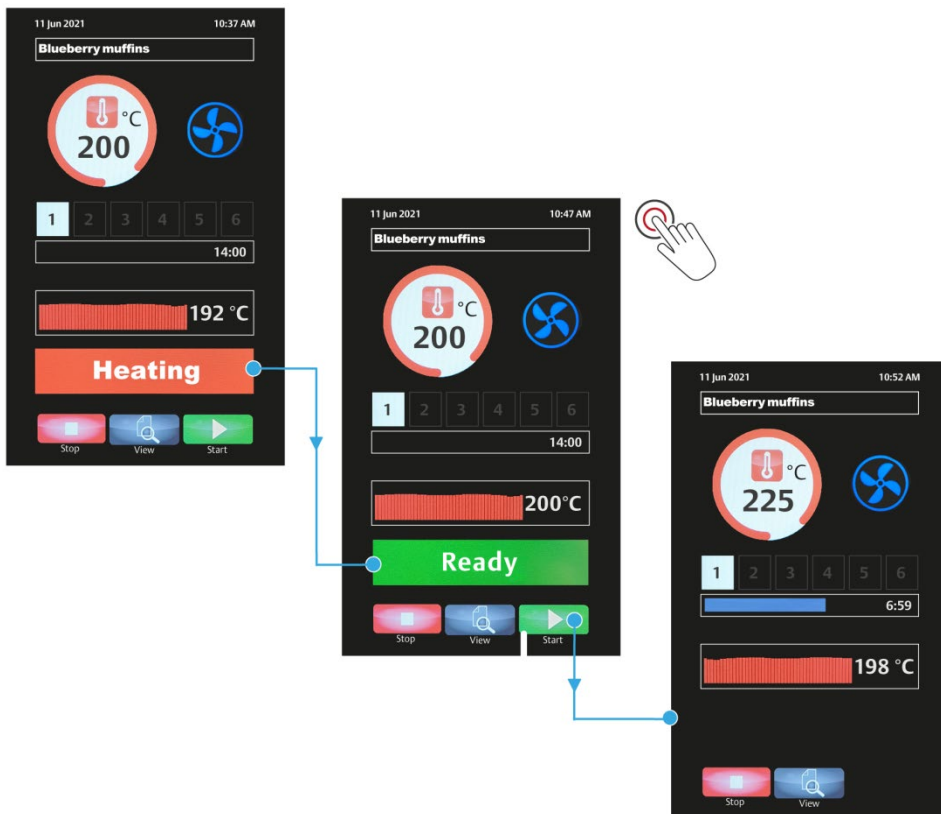 11 Jun 2021 10:37 AM
Blueberry muffins
°C
200
1 2 3 4 5 6
14:00
192 °C
Heating
Stop View Start
11 Jun 2021 10:47 AM
Blueberry muffins
°C
200
1 2 3 4 5 6
14:00
200°C
Ready
Stop View Start
11 Jun 2021 10:52 AM
Blueberry muffins
°C
225
1 2 3 4 5 6
6:59
198 °C
Stop View